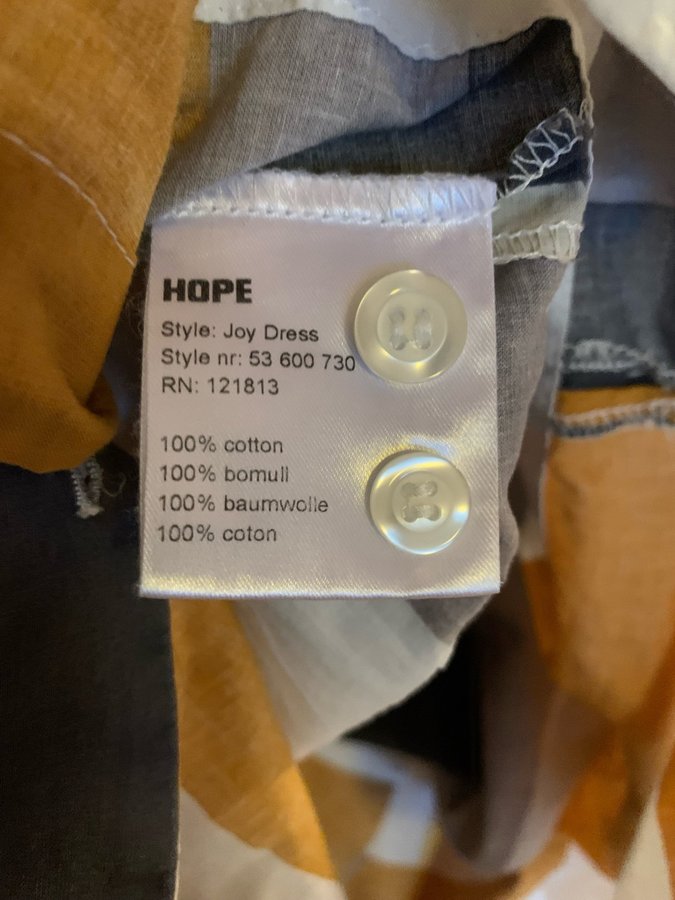 HOPE
Style: Joy Dress
Style nr: 53 600 730
RN: 121813
100% cotton
100% bomull
100% baumwolle
100% coton